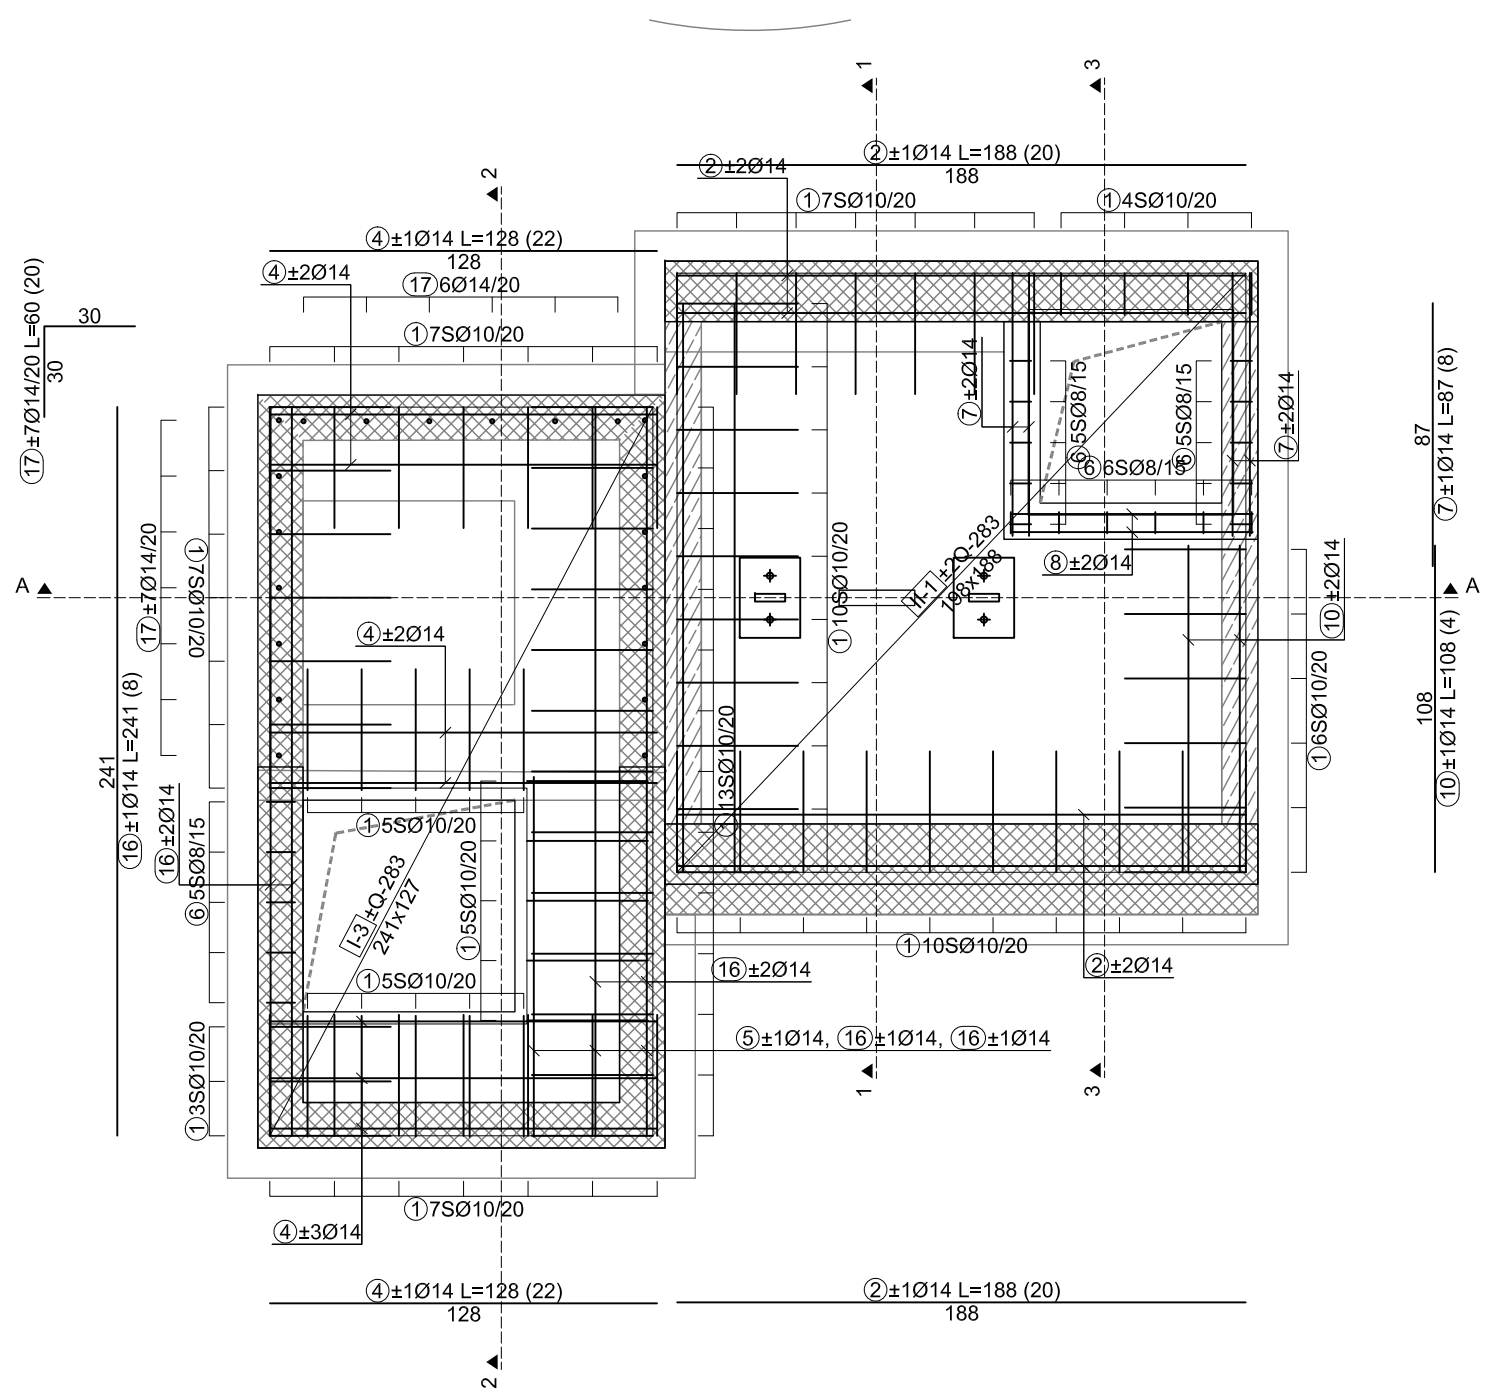 1
3
②±1Ø14 L=188 (20)
②±2Ø14
188
2
①7SØ10/20
①4SØ10/20
④±1Ø14 L=128 (22)
128
④±2Ø14
⑰6Ø14/20
①7SØ10/20
30
30
⑰±7Ø14/20 L=60 (20)
⑦±2Ø14
⑥5SØ8/15
⑥5SØ8/15
⑦±2Ø14
87
⑦±1Ø14 L=87 (8)
⑥6SØ8/15
⑰±7Ø14/20
①7SØ10/20
①10SØ10/20
II-1 ±2Q-283
198x188
⑧±2Ø14
⑩±2Ø14
A
A
④±2Ø14
①6SØ10/20
108
⑩±1Ø14 L=108 (4)
241
⑯±1Ø14 L=241 (8)
⑯±2Ø14
①13SØ10/20
①5SØ10/20
⑥5SØ8/15
I-3 ±Q-283
241x127
①5SØ10/20
①10SØ10/20
②±2Ø14
⑯±2Ø14
①5SØ10/20
①3SØ10/20
⑤±1Ø14, ⑯±1Ø14, ⑯±1Ø14
1
3
①7SØ10/20
④±3Ø14
④±1Ø14 L=128 (22)
128
②±1Ø14 L=188 (20)
188
2